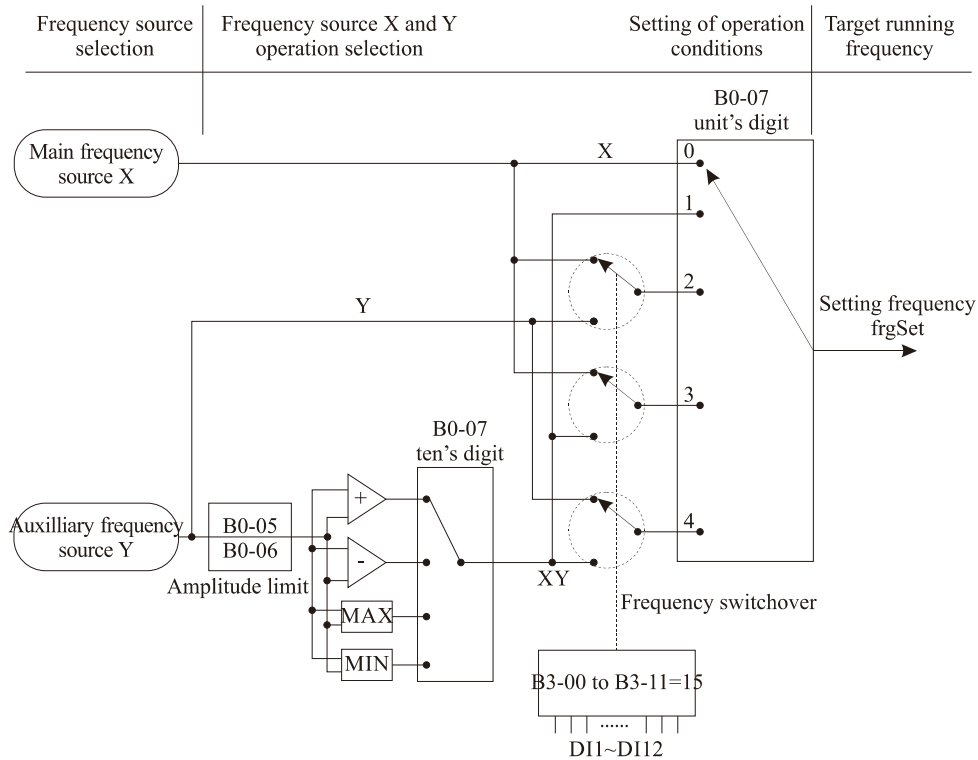 Frequency source
selection
Frequency source X and Y
operation selection
Setting of operation
conditions
Target running
frequency
B0-07
unit's digit
Main frequency
source X
X
0
1
2
3
4
Y
Setting frequency
frgSet
B0-07
ten's digit
Auxilliary frequency
source Y
B0-05
B0-06
Amplitude limit
+
-
MAX
MIN
XY
Frequency switchover
B3-00 to B3-11=15
......
DI1~DI12